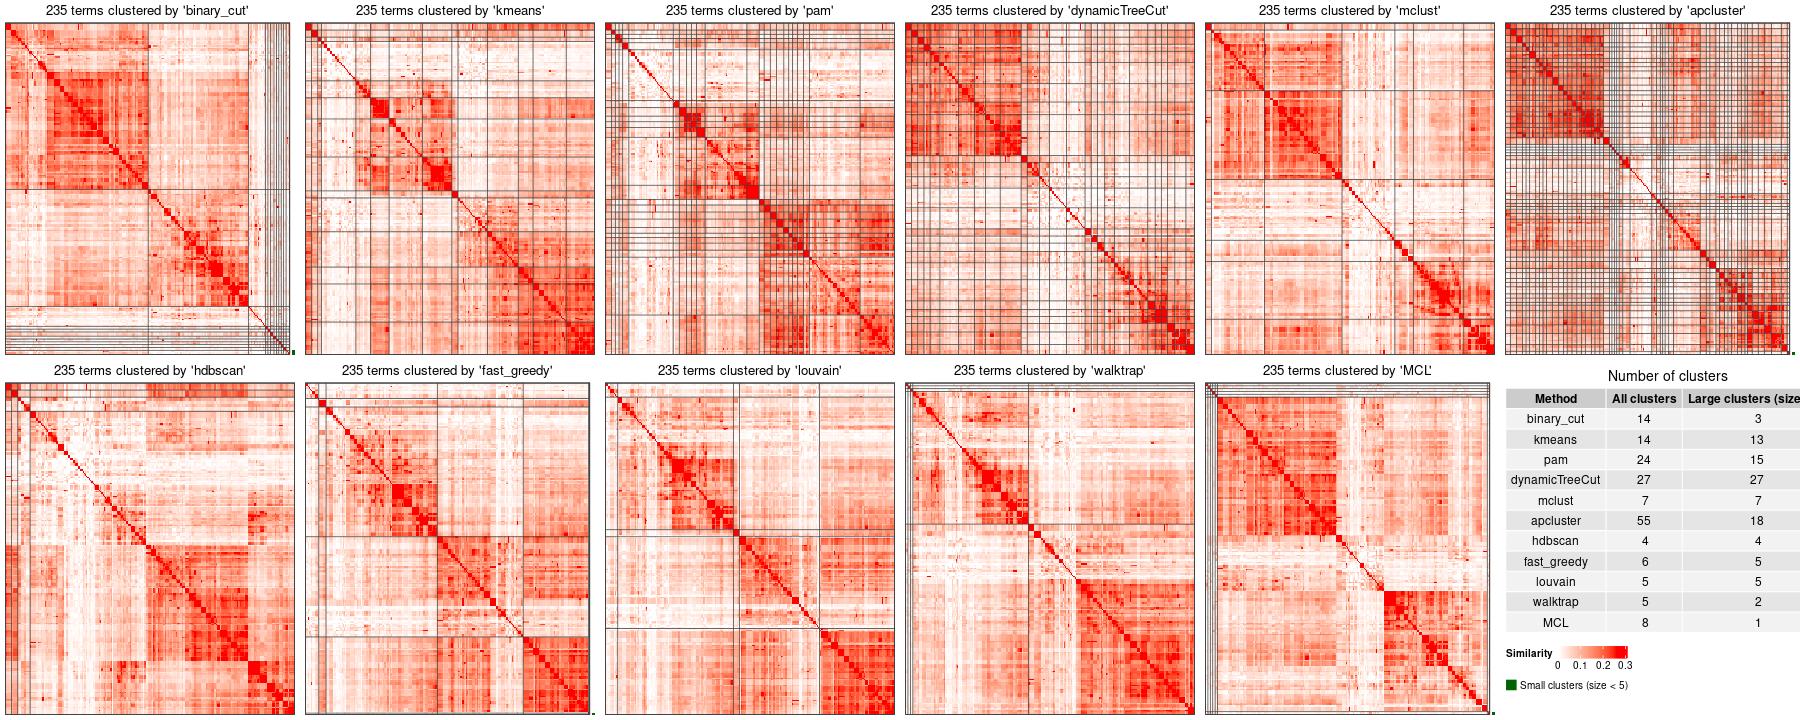 235 terms clustered by 'binary_cut'
235 terms clustered by 'kmeans'
235 terms clustered by 'pam'
235 terms clustered by 'dynamicTreeCut'
235 terms clustered by 'mclust'
235 terms clustered by 'apcluster'
235 terms clustered by 'hdbscan'
235 terms clustered by 'fast_greedy'
235 terms clustered by 'louvain'
235 terms clustered by 'walktrap'
235 terms clustered by 'MCL'
Number of clusters
Method All clusters Large clusters (size
binary_cut 14 3
kmeans 14 13
pam 24 15
dynamicTreeCut 27 27
mclust 7 7
apcluster 55 18
hdbscan 4 4
fast_greedy 6 5
louvain 5 5
walktrap 5 2
MCL 8 1
Similarity
0 0.1 0.2 0.3
Small clusters (size < 5)